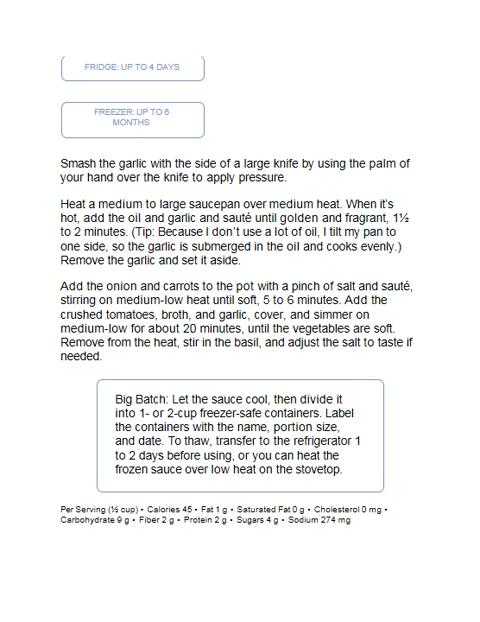 FRIDGE: UP TO 4 DAYS
FREEZER: UP TO 6
MONTHS
Smash the garlic with the side of a large knife by using the palm of
your hand over the knife to apply pressure.
Heat a medium to large saucepan over medium heat. When it's
hot, add the oil and garlic and sauté until golden and fragrant, 1½
to 2 minutes. (Tip: Because I don't use a lot of oil, I tilt my pan to
one side, so the garlic is submerged in the oil and cooks evenly.)
Remove the garlic and set it aside.
Add the onion and carrots to the pot with a pinch of salt and sauté,
stirring on medium-low heat until soft, 5 to 6 minutes. Add the
crushed tomatoes, broth, and garlic, cover, and simmer on
medium-low for about 20 minutes, until the vegetables are soft.
Remove from the heat, stir in the basil, and adjust the salt to taste if
needed.
Big Batch: Let the sauce cool, then divide it
into 1- or 2-cup freezer-safe containers. Label
the containers with the name, portion size,
and date. To thaw, transfer to the refrigerator 1
to 2 days before using, or you can heat the
frozen sauce over low heat on the stovetop.
Per Serving (½ cup) • Calories 45 • Fat 1 g • Saturated Fat 0 g • Cholesterol 0 mg •
Carbohydrate 9 g • Fiber 2 g • Protein 2 g • Sugars 4 g • Sodium 274 mg